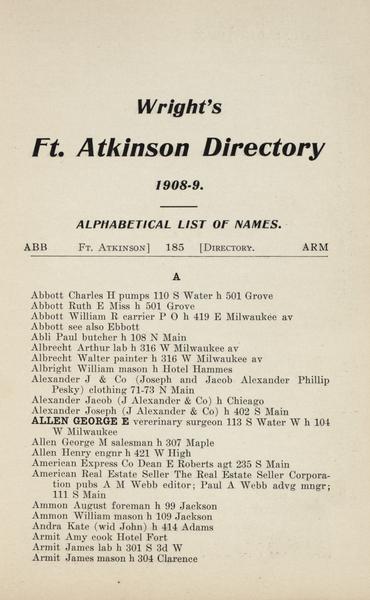 Wright's
Ft. Atkinson Directory
1908-9.
ALPHABETICAL LIST OF NAMES.
ABB FT. ATKINSON] 185 [DIRECTORY. ARM
A
Abbott Charles H pumps 110 S Water h 501 Grove
Abbott Ruth E Miss h 501 Grove
Abbott William R carrier P O h 419 E Milwaukee av
Abbott see also Ebbott
Abli Paul butcher h 108 N Main
Albrecht Arthur lab h 316 W Milwaukee av
Albrecht Walter painter h 316 W Milwaukee av
Albright William mason h Hotel Hammes
Alexander J & Co (Joseph and Jacob Alexander Phillip
Pesky) clothing 71-73 N Main
Alexander Jacob (J Alexander & Co) h Chicago
Alexander Joseph (J Alexander & Co) h 402 S Main
ALLEN GEORGE E vererinary surgeon 113 S Water W h 104
W Milwaukee
Allen George M salesman h 307 Maple
Allen Henry engnr h 421 W High
American Express Co Dean E Roberts agt 235 S Main
American Real Estate Seller The Real Estate Seller Corpora-
tion pubs A M Webb editor; Paul A Webb advg mngr;
111 S Main
Ammon August foreman h 99 Jackson
Ammon William mason h 109 Jackson
Andra Kate (wid John) h 414 Adams
Armit Amy cook Hotel Fort
Armit James lab h 301 S 3d W
Armit James mason h 304 Clarence